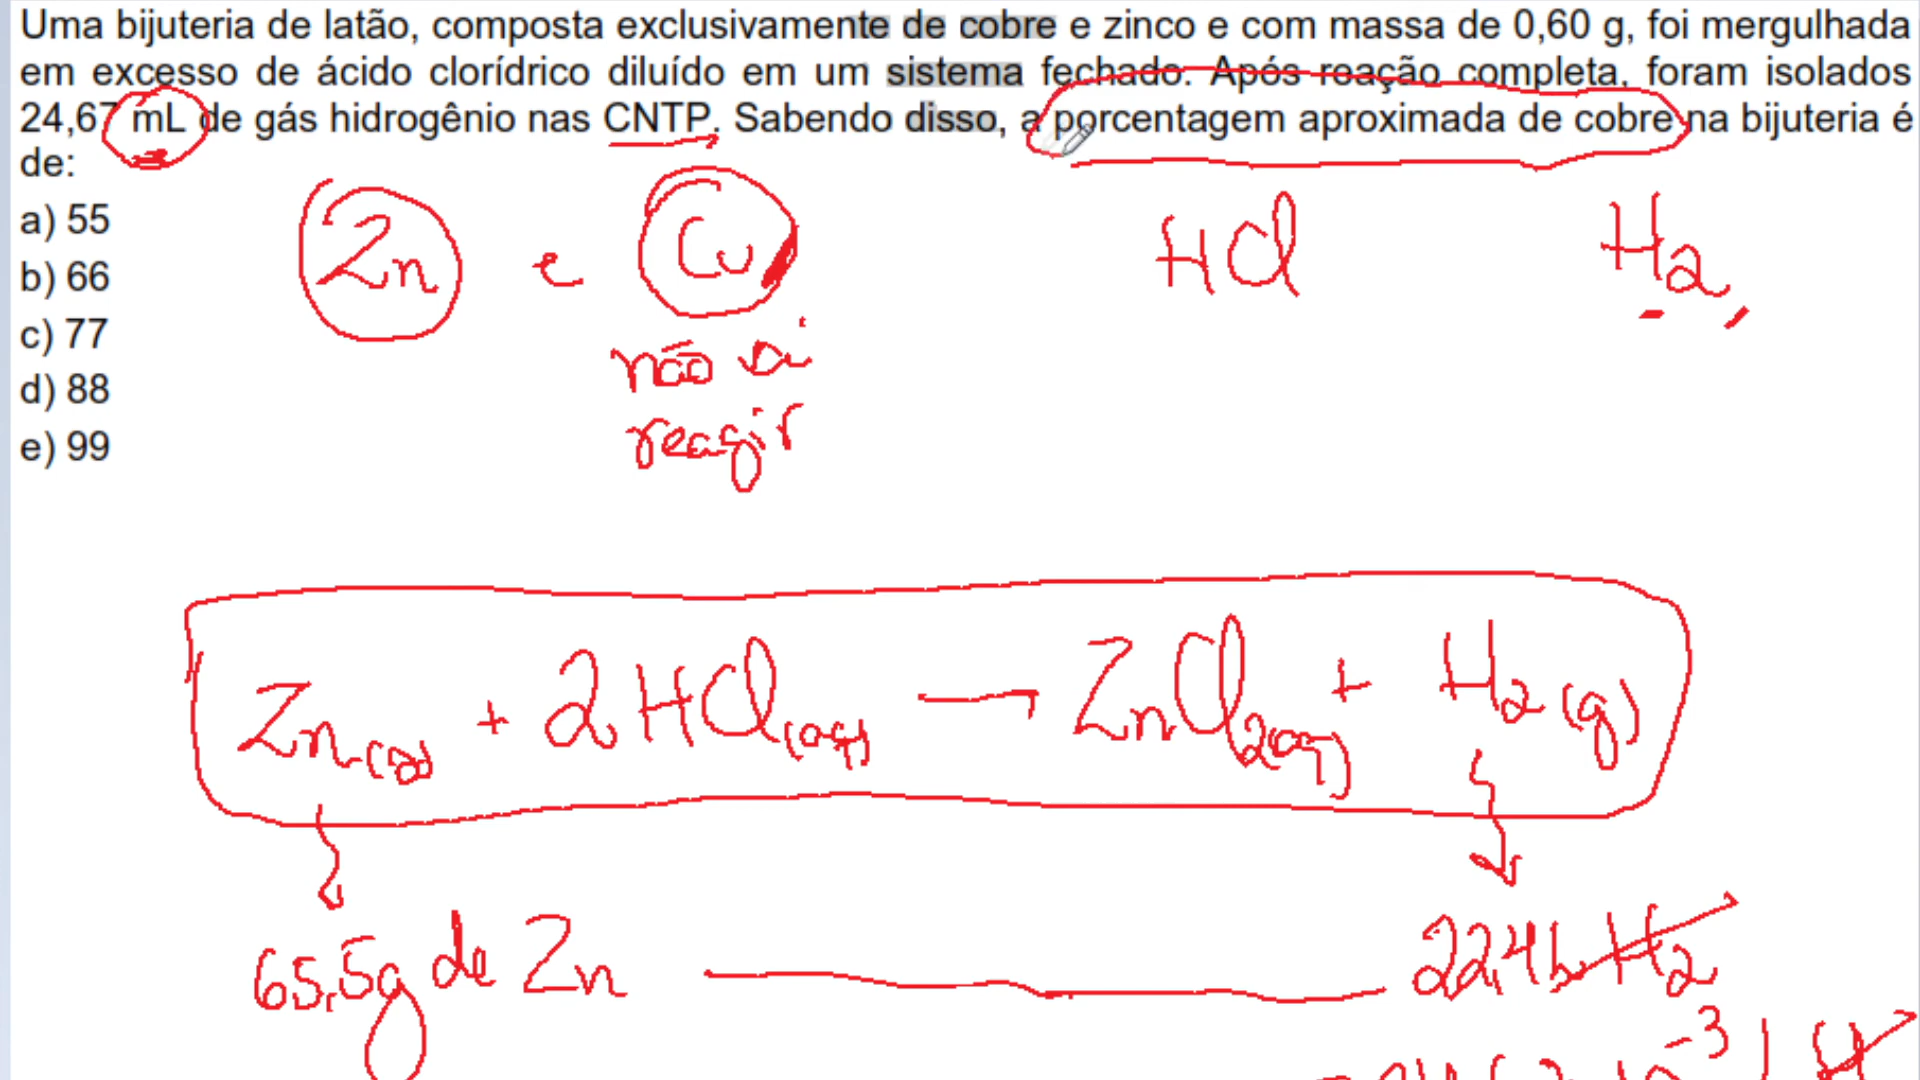 Uma bijuteria de latão, composta exclusivamente de cobre e zinco e com massa de 0,60 g, foi mergulhada
em excesso de ácido clorídrico diluído em um sistema fechado. Após reação completa, foram isolados
24,67 mL de gás hidrogênio nas CNTP. Sabendo disso, a porcentagem aproximada de cobre na bijuteria é
de:
a) 55
b) 66
c) 77
d) 88
e) 99
Zn e Cu HCl H2,
não vai
reagir
Zn(s) + 2HCl(aq) → ZnCl2(aq) + H2(g)
65,5g de Zn 22,4L H2